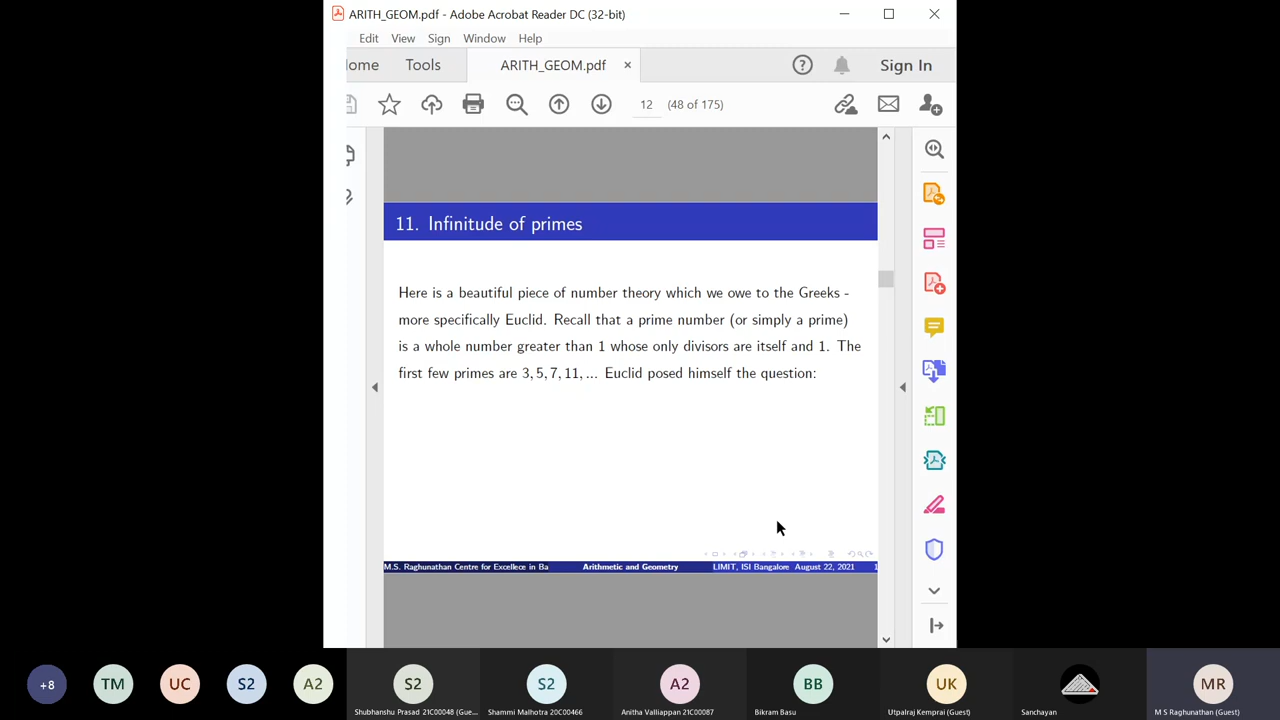 ARITH_GEOM.pdf - Adobe Acrobat Reader DC (32-bit)
Edit View Sign Window Help
ome Tools ARITH_GEOM.pdf × Sign In
12 (48 of 175)
11. Infinitude of primes
Here is a beautiful piece of number theory which we owe to the Greeks -
more specifically Euclid. Recall that a prime number (or simply a prime)
is a whole number greater than 1 whose only divisors are itself and 1. The
first few primes are 3, 5, 7, 11, ... Euclid posed himself the question:
M.S. Raghunathan Centre for Excellece in Ba Arithmetic and Geometry LIMIT, ISI Bangalore August 22, 2021 1
+8 TM UC S2 A2 S2 S2 A2 BB UK MR
Shubhanshu Prasad 21C00048 (Gue... Shammi Malhotra 20C00466 Anitha Valliappan 21C00087 Bikram Basu Utpalraj Kemprai (Guest) Sanchayan M S Raghunathan (Guest)